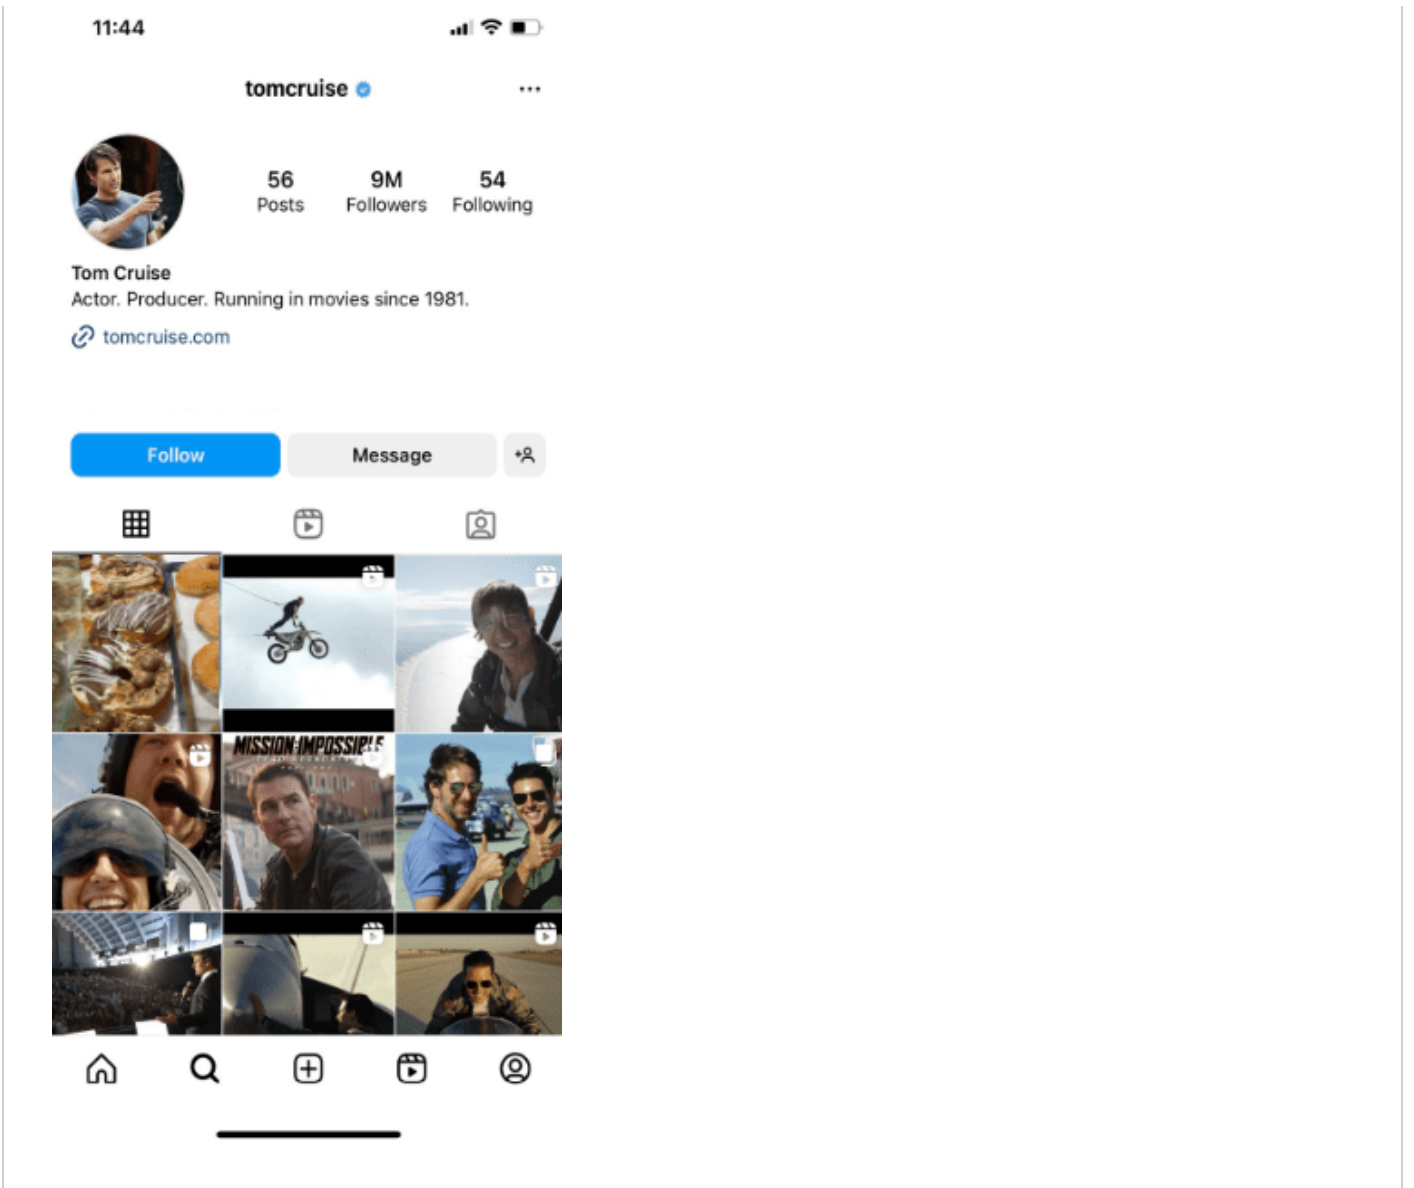 11:44
tomcruise
56 9M 54
Posts Followers Following
Tom Cruise
Actor. Producer. Running in movies since 1981.
tomcruise.com
Follow Message
MISSION:IMPOSSIBLE